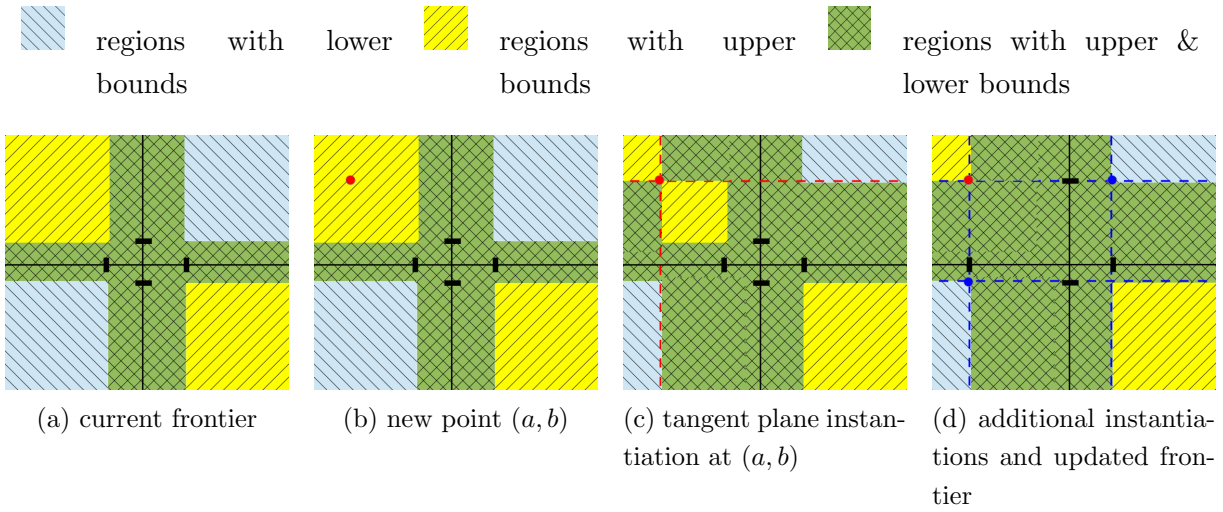 regions with lower bounds
regions with upper bounds
regions with upper & lower bounds
(a) current frontier
(b) new point (a, b)
(c) tangent plane instan-
tiation at (a, b)
(d) additional instantia-
tions and updated fron-
tier